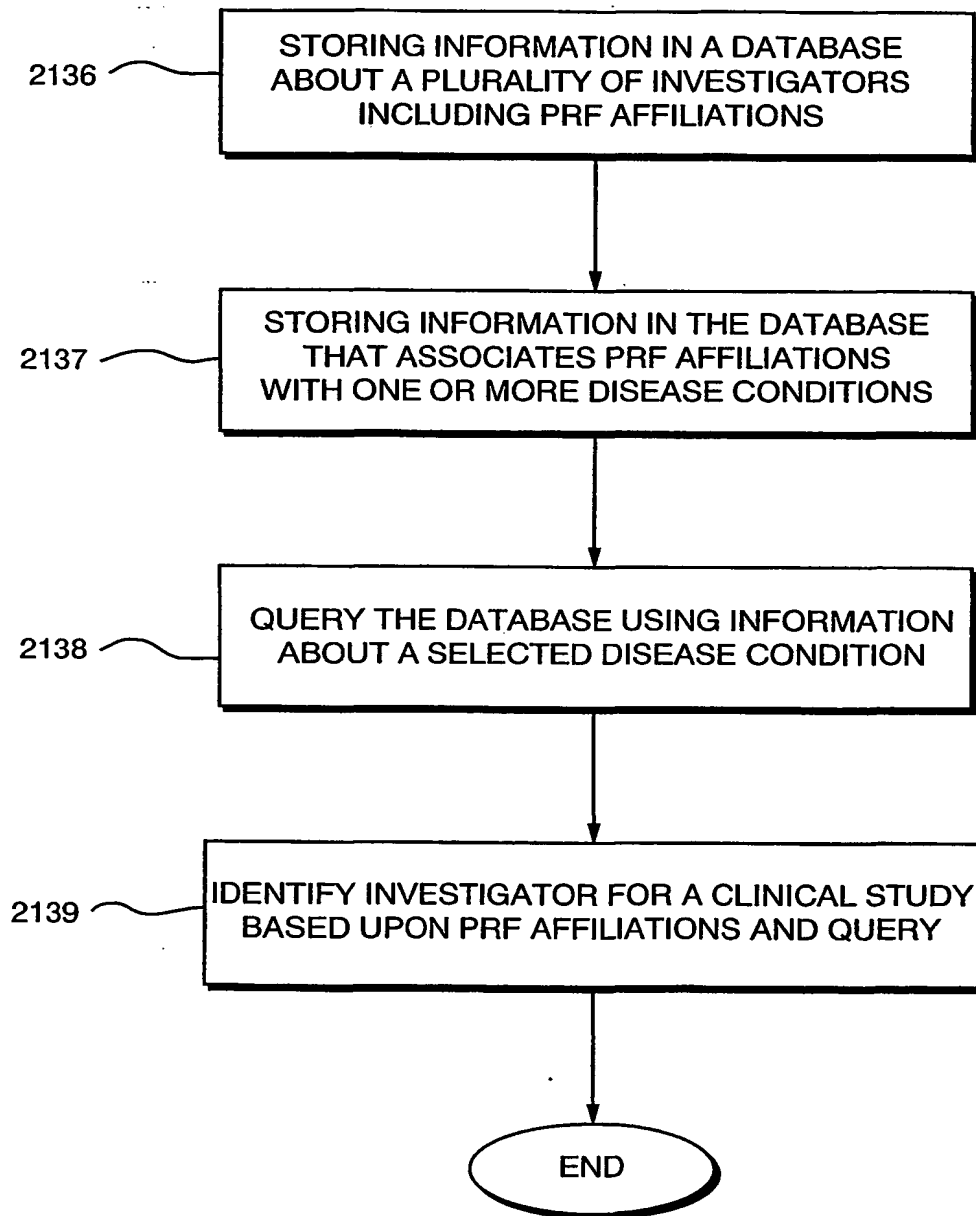 2136
STORING INFORMATION IN A DATABASE
ABOUT A PLURALITY OF INVESTIGATORS
INCLUDING PRF AFFILIATIONS
2137
STORING INFORMATION IN THE DATABASE
THAT ASSOCIATES PRF AFFILIATIONS
WITH ONE OR MORE DISEASE CONDITIONS
2138
QUERY THE DATABASE USING INFORMATION
ABOUT A SELECTED DISEASE CONDITION
2139
IDENTIFY INVESTIGATOR FOR A CLINICAL STUDY
BASED UPON PRF AFFILIATIONS AND QUERY
END